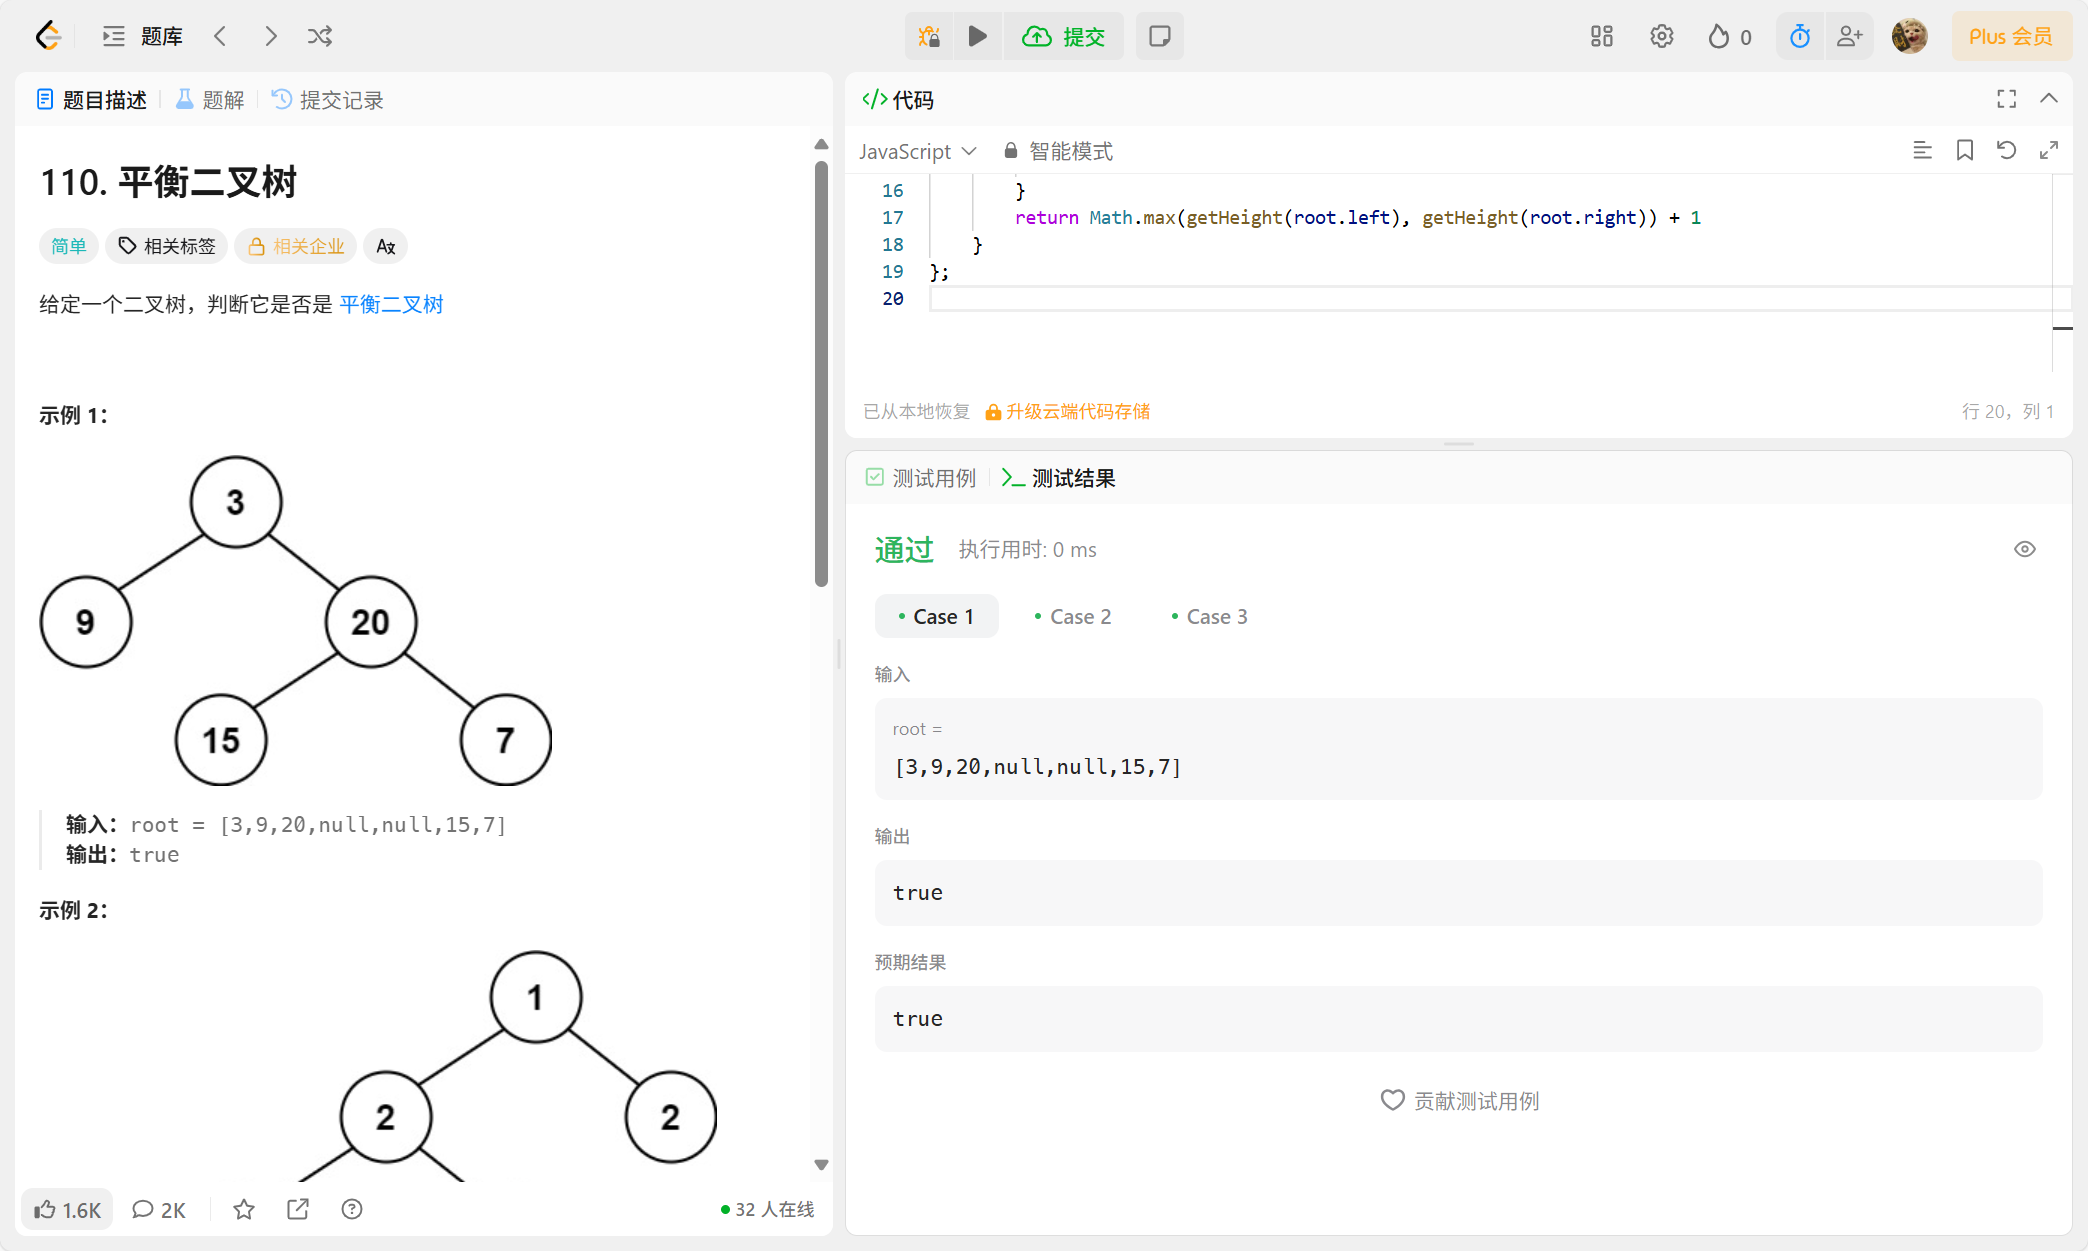 题库
提交
0
Plus 会员
题目描述
题解
提交记录
110. 平衡二叉树
简单
相关标签
相关企业
给定一个二叉树，判断它是否是 平衡二叉树
示例 1：
3
9
20
15
7
输入：root = [3,9,20,null,null,15,7]
输出：true
示例 2：
1
2
2
1.6K
2K
32 人在线
</> 代码
JavaScript
智能模式
16 }
17 return Math.max(getHeight(root.left), getHeight(root.right)) + 1
18 }
19 };
20
已从本地恢复
升级云端代码存储
行 20，列 1
测试用例
测试结果
通过
执行用时: 0 ms
Case 1
Case 2
Case 3
输入
root =
[3,9,20,null,null,15,7]
输出
true
预期结果
true
贡献测试用例